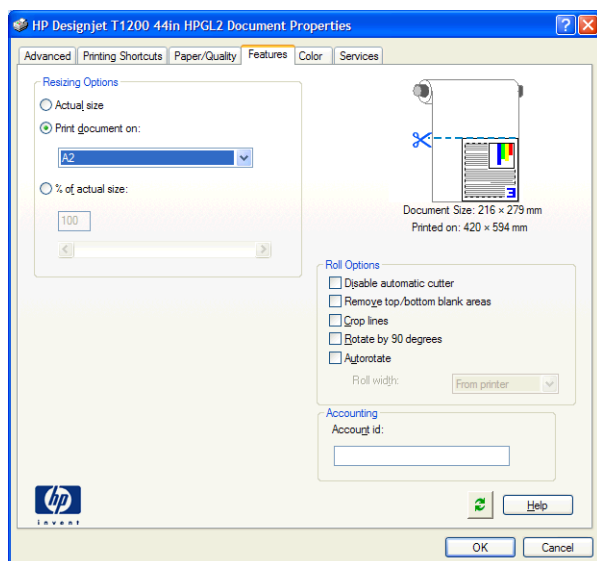 HP Designjet T1200 44in HPGL2 Document Properties
Advanced
Printing Shortcuts
Paper/Quality
Features
Color
Services
Resizing Options
Actual size
Print document on:
A2
% of actual size:
100
3
Document Size: 216 × 279 mm
Printed on: 420 × 594 mm
Roll Options
Disable automatic cutter
Remove top/bottom blank areas
Crop lines
Rotate by 90 degrees
Autorotate
Roll width:
From printer
Accounting
Account id:
hp
invent
Help
OK
Cancel